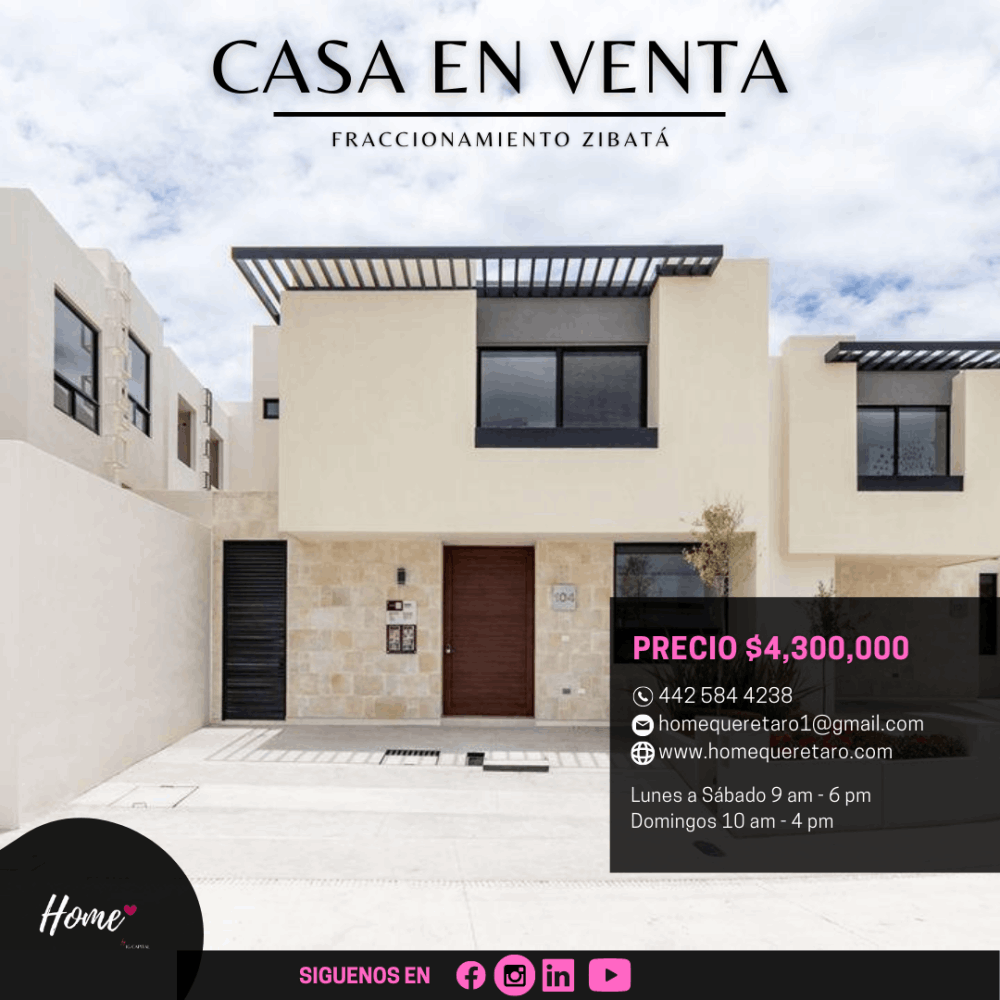 CASA EN VENTA
FRACCIONAMIENTO ZIBATÁ
104
PRECIO $4,300,000
442 584 4238
homequeretaro1@gmail.com
www.homequeretaro.com
Lunes a Sábado 9 am - 6 pm
Domingos 10 am - 4 pm
Home
SIGUENOS EN
in